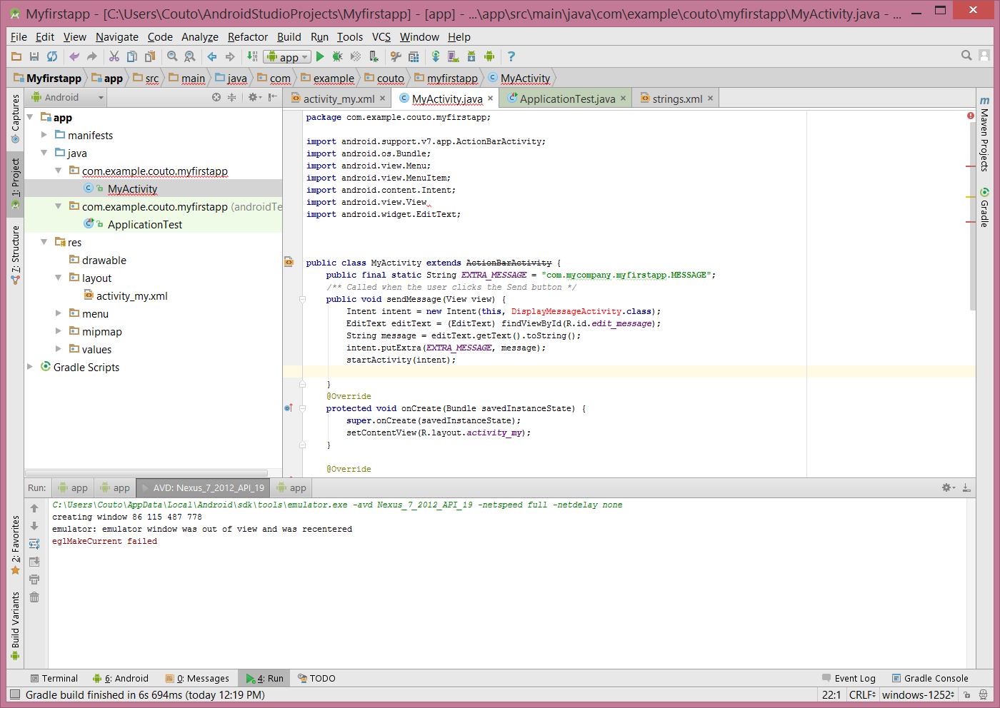 Myfirstapp - [C:\Users\Couto\AndroidStudioProjects\Myfirstapp] - [app] - ...\app\src\main\java\com\example\couto\myfirstapp\MyActivity.java - ...
File Edit View Navigate Code Analyze Refactor Build Run Tools VCS Window Help
app
Myfirstapp app src main java com example couto myfirstapp MyActivity
Captures
1: Project
7: Structure
2: Favorites
Build Variants
Android
app
manifests
java
com.example.couto.myfirstapp
MyActivity
com.example.couto.myfirstapp (androidTe
ApplicationTest
res
drawable
layout
activity_my.xml
menu
mipmap
values
Gradle Scripts
activity_my.xml MyActivity.java ApplicationTest.java strings.xml
package com.example.couto.myfirstapp;
import android.support.v7.app.ActionBarActivity;
import android.os.Bundle;
import android.view.Menu;
import android.view.MenuItem;
import android.content.Intent;
import android.view.View
import android.widget.EditText;
public class MyActivity extends ActionBarActivity {
public final static String EXTRA_MESSAGE = "com.mycompany.myfirstapp.MESSAGE";
/** Called when the user clicks the Send button */
public void sendMessage(View view) {
Intent intent = new Intent(this, DisplayMessageActivity.class);
EditText editText = (EditText) findViewById(R.id.edit_message);
String message = editText.getText().toString();
intent.putExtra(EXTRA_MESSAGE, message);
startActivity(intent);
}
@Override
protected void onCreate(Bundle savedInstanceState) {
super.onCreate(savedInstanceState);
setContentView(R.layout.activity_my);
}
@Override
Maven Projects
Gradle
Run: app app AVD: Nexus_7_2012_API_19 app
C:\Users\Couto\AppData\Local\Android\sdk\tools\emulator.exe -avd Nexus_7_2012_API_19 -netspeed full -netdelay none
creating window 86 115 487 778
emulator: emulator window was out of view and was recentered
eglMakeCurrent failed
Terminal 6: Android 0: Messages 4: Run TODO Event Log Gradle Console
Gradle build finished in 6s 694ms (today 12:19 PM) 22:1 CRLF windows-1252